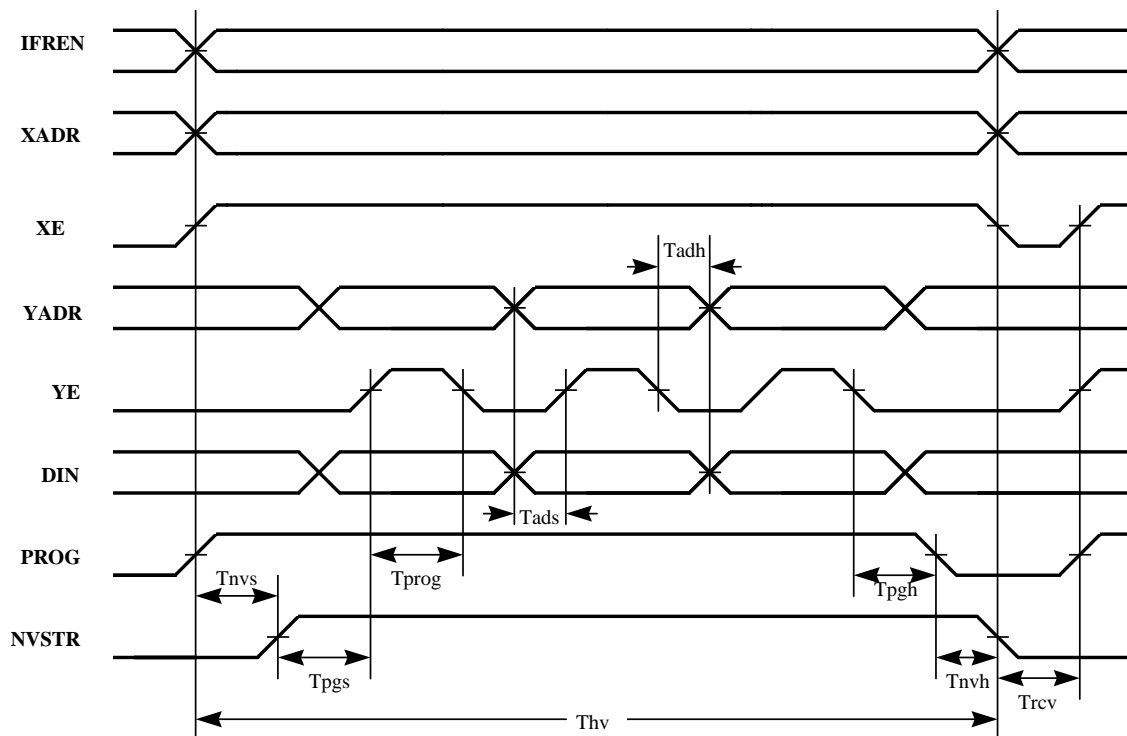 IFREN
XADR
XE
Tadh
YADR
YE
DIN
Tads
PROG
Tnvs
Tprog
Tpgh
NVSTR
Tpgs
Tnvh
Trcv
Thv